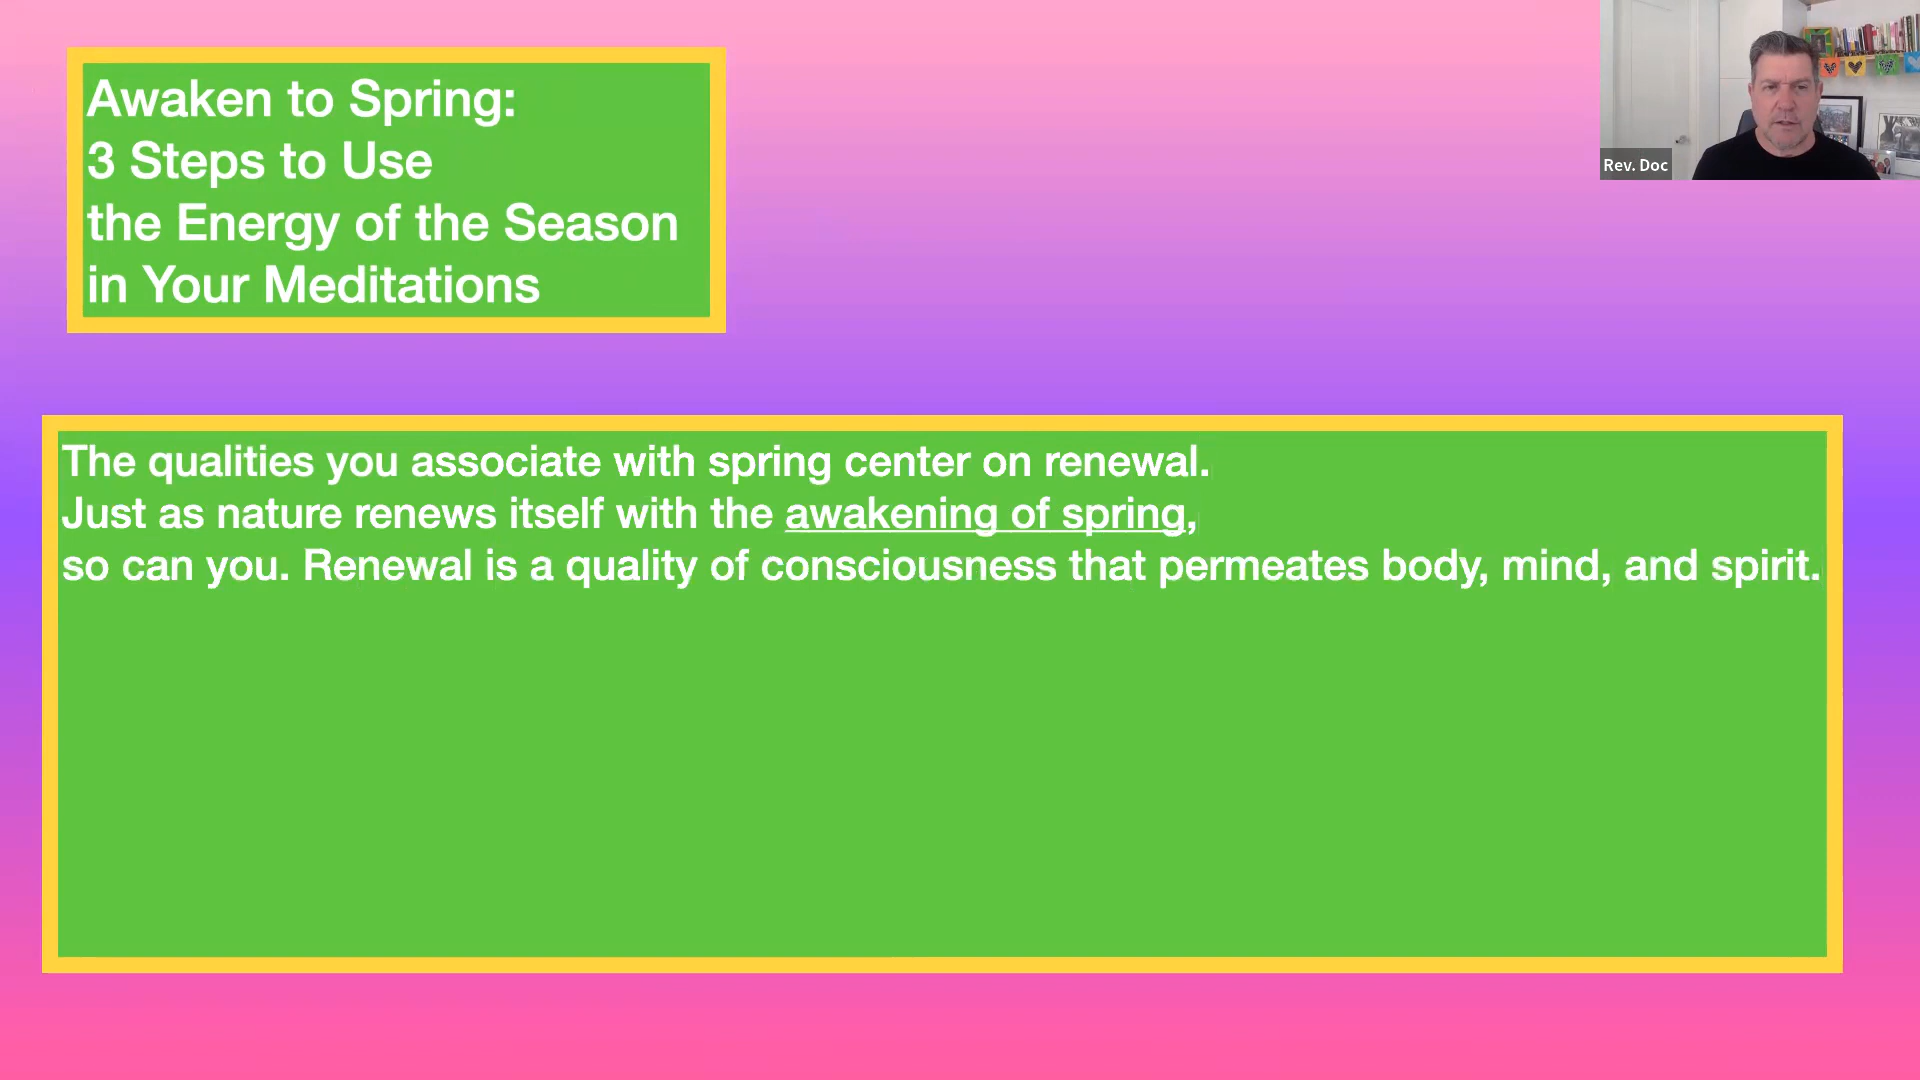 Awaken to Spring:
3 Steps to Use
the Energy of the Season
in Your Meditations
Rev. Doc
The qualities you associate with spring center on renewal.
Just as nature renews itself with the awakening of spring,
so can you. Renewal is a quality of consciousness that permeates body, mind, and spirit.